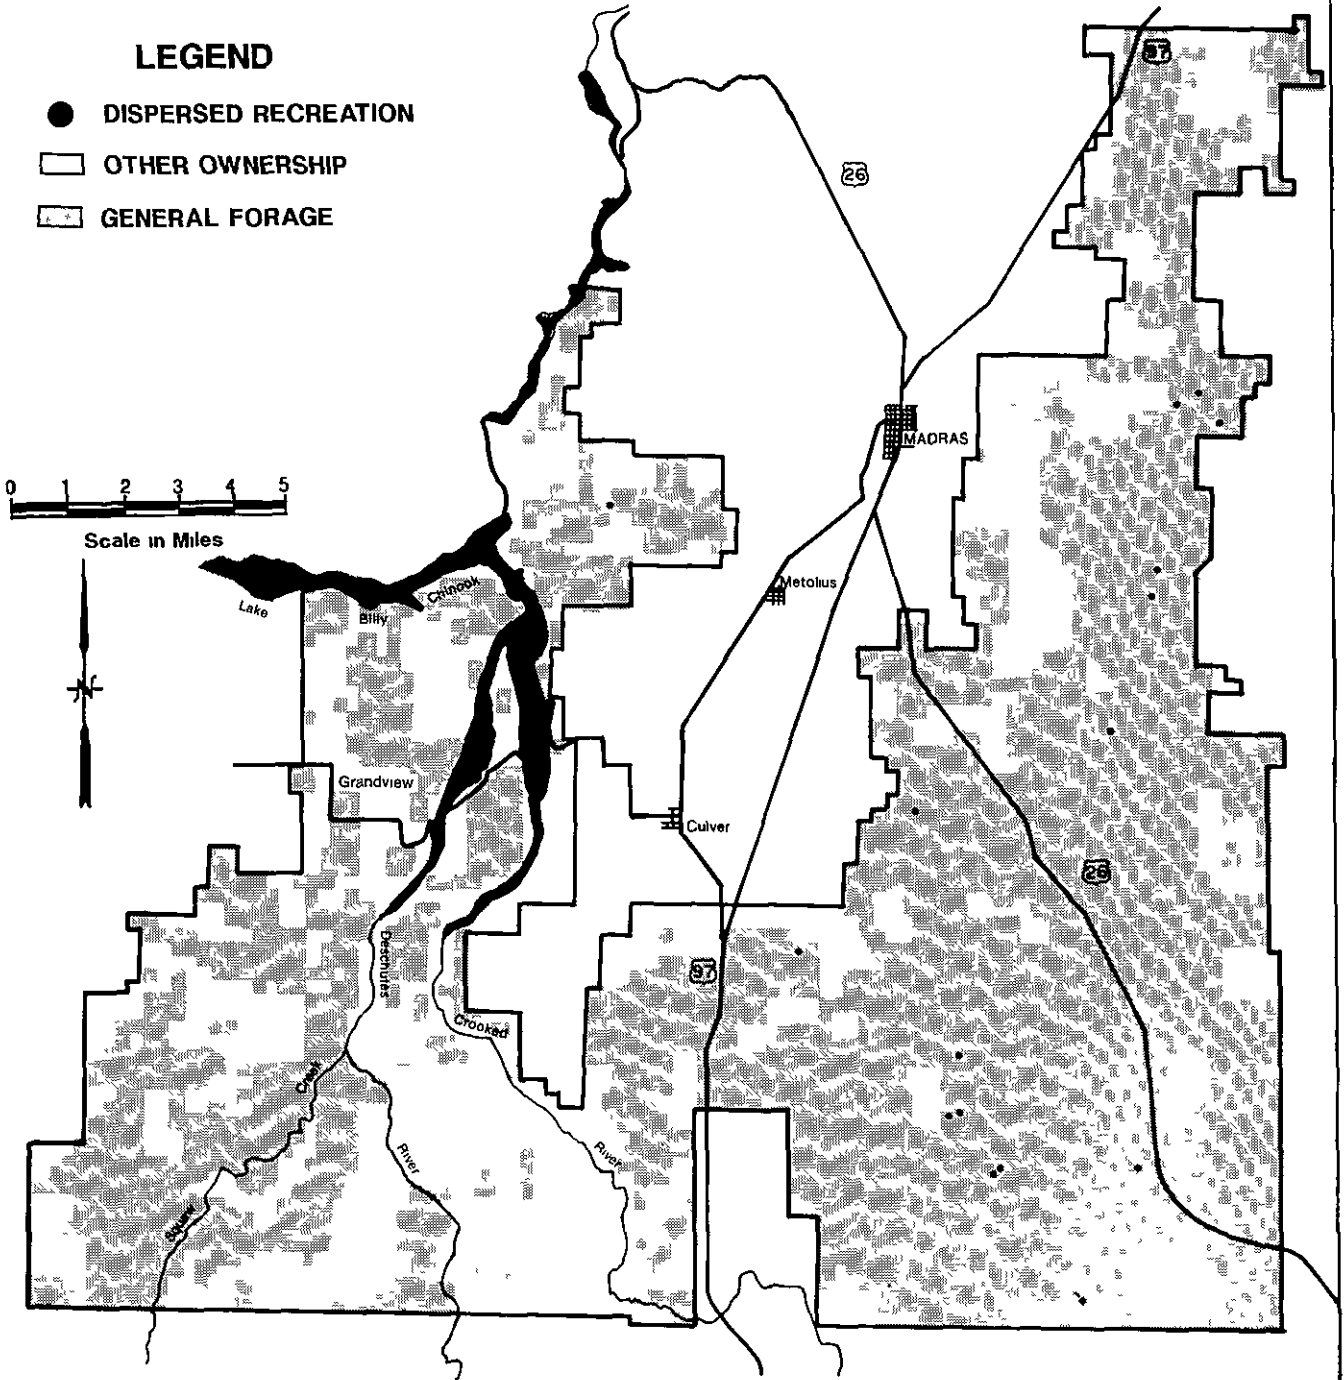 LEGEND
DISPERSED RECREATION
OTHER OWNERSHIP
GENERAL FORAGE
97
26
MADRAS
0 1 2 3 4 5
Scale in Miles
N
Metolius
Lake
Billy
Chinook
Grandview
Culver
26
Deschutes
97
Crooked
Creek
River
River
Squaw